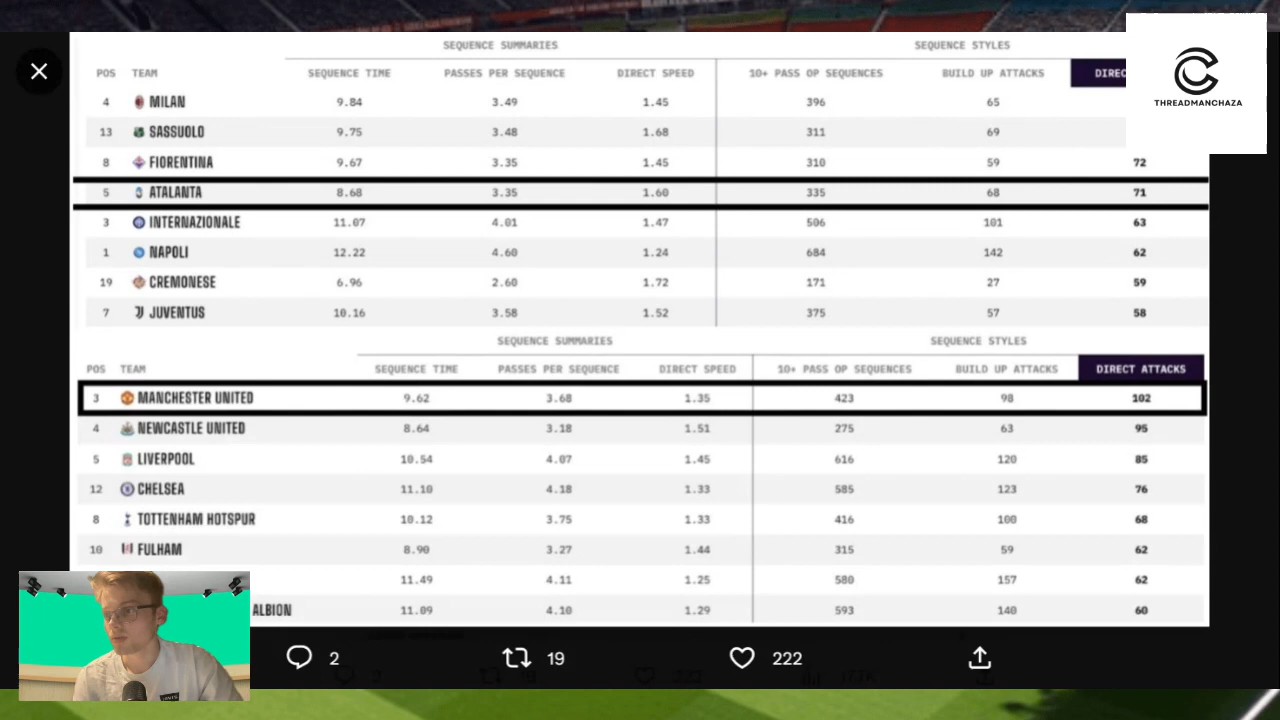 SEQUENCE SUMMARIES SEQUENCE STYLES
POS TEAM SEQUENCE TIME PASSES PER SEQUENCE DIRECT SPEED 10+ PASS OP SEQUENCES BUILD UP ATTACKS DIREC
4 MILAN 9.84 3.49 1.45 396 65
13 SASSUOLO 9.75 3.48 1.68 311 69
8 FIORENTINA 9.67 3.35 1.45 310 59 72
5 ATALANTA 8.68 3.35 1.60 335 68 71
3 INTERNAZIONALE 11.07 4.01 1.47 506 101 63
1 NAPOLI 12.22 4.60 1.24 684 142 62
19 CREMONESE 6.96 2.60 1.72 171 27 59
7 JUVENTUS 10.16 3.58 1.52 375 57 58
SEQUENCE SUMMARIES SEQUENCE STYLES
POS TEAM SEQUENCE TIME PASSES PER SEQUENCE DIRECT SPEED 10+ PASS OP SEQUENCES BUILD UP ATTACKS DIRECT ATTACKS
3 MANCHESTER UNITED 9.62 3.68 1.35 423 98 102
4 NEWCASTLE UNITED 8.64 3.18 1.51 275 63 95
5 LIVERPOOL 10.54 4.07 1.45 616 120 85
12 CHELSEA 11.10 4.18 1.33 585 123 76
8 TOTTENHAM HOTSPUR 10.12 3.75 1.33 416 100 68
10 FULHAM 8.90 3.27 1.44 315 59 62
11.49 4.11 1.25 580 157 62
ALBION 11.09 4.10 1.29 593 140 60
2 19 222
THREADMANCHAZA